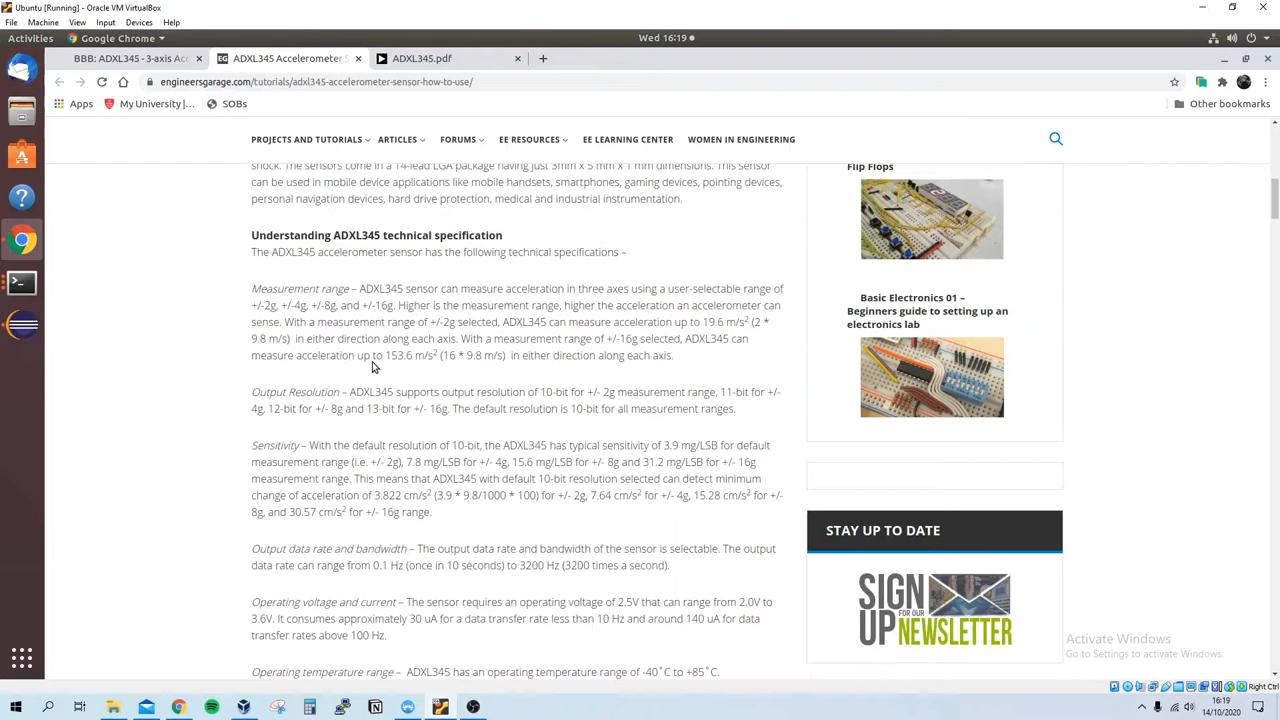 Ubuntu [Running] - Oracle VM VirtualBox
File Machine View Input Devices Help
Activities Google Chrome Wed 16:19
BBB: ADXL345 - 3-axis Acc × EG ADXL345 Accelerometer S × ADXL345.pdf × +
engineersgarage.com/tutorials/adxl345-accelerometer-sensor-how-to-use/
Apps My University |... SOBs Other bookmarks
PROJECTS AND TUTORIALS ARTICLES FORUMS EE RESOURCES EE LEARNING CENTER WOMEN IN ENGINEERING
shock. The sensors come in a 14-lead LGA package having just 3mm x 5 mm x 1 mm dimensions. This sensor
can be used in mobile device applications like mobile handsets, smartphones, gaming devices, pointing devices,
personal navigation devices, hard drive protection, medical and industrial instrumentation.
Understanding ADXL345 technical specification
The ADXL345 accelerometer sensor has the following technical specifications –
Measurement range – ADXL345 sensor can measure acceleration in three axes using a user-selectable range of
+/-2g, +/-4g, +/-8g, and +/-16g. Higher is the measurement range, higher the acceleration an accelerometer can
sense. With a measurement range of +/-2g selected, ADXL345 can measure acceleration up to 19.6 m/s² (2 *
9.8 m/s) in either direction along each axis. With a measurement range of +/-16g selected, ADXL345 can
measure acceleration up to 153.6 m/s² (16 * 9.8 m/s) in either direction along each axis.
Output Resolution – ADXL345 supports output resolution of 10-bit for +/- 2g measurement range, 11-bit for +/-
4g, 12-bit for +/- 8g and 13-bit for +/- 16g. The default resolution is 10-bit for all measurement ranges.
Sensitivity – With the default resolution of 10-bit, the ADXL345 has typical sensitivity of 3.9 mg/LSB for default
measurement range (i.e. +/- 2g), 7.8 mg/LSB for +/- 4g, 15.6 mg/LSB for +/- 8g and 31.2 mg/LSB for +/- 16g
measurement range. This means that ADXL345 with default 10-bit resolution selected can detect minimum
change of acceleration of 3.822 cm/s² (3.9 * 9.8/1000 * 100) for +/- 2g, 7.64 cm/s² for +/- 4g, 15.28 cm/s² for +/-
8g, and 30.57 cm/s² for +/- 16g range.
Output data rate and bandwidth – The output data rate and bandwidth of the sensor is selectable. The output
data rate can range from 0.1 Hz (once in 10 seconds) to 3200 Hz (3200 times a second).
Operating voltage and current – The sensor requires an operating voltage of 2.5V that can range from 2.0V to
3.6V. It consumes approximately 30 uA for a data transfer rate less than 10 Hz and around 140 uA for data
transfer rates above 100 Hz.
Operating temperature range – ADXL345 has an operating temperature range of -40˚C to +85˚C.
Flip Flops
Basic Electronics 01 –
Beginners guide to setting up an
electronics lab
STAY UP TO DATE
SIGN UP FOR OUR NEWSLETTER
Activate Windows
Go to Settings to activate Windows.
Right Ctrl
16:19
14/10/2020